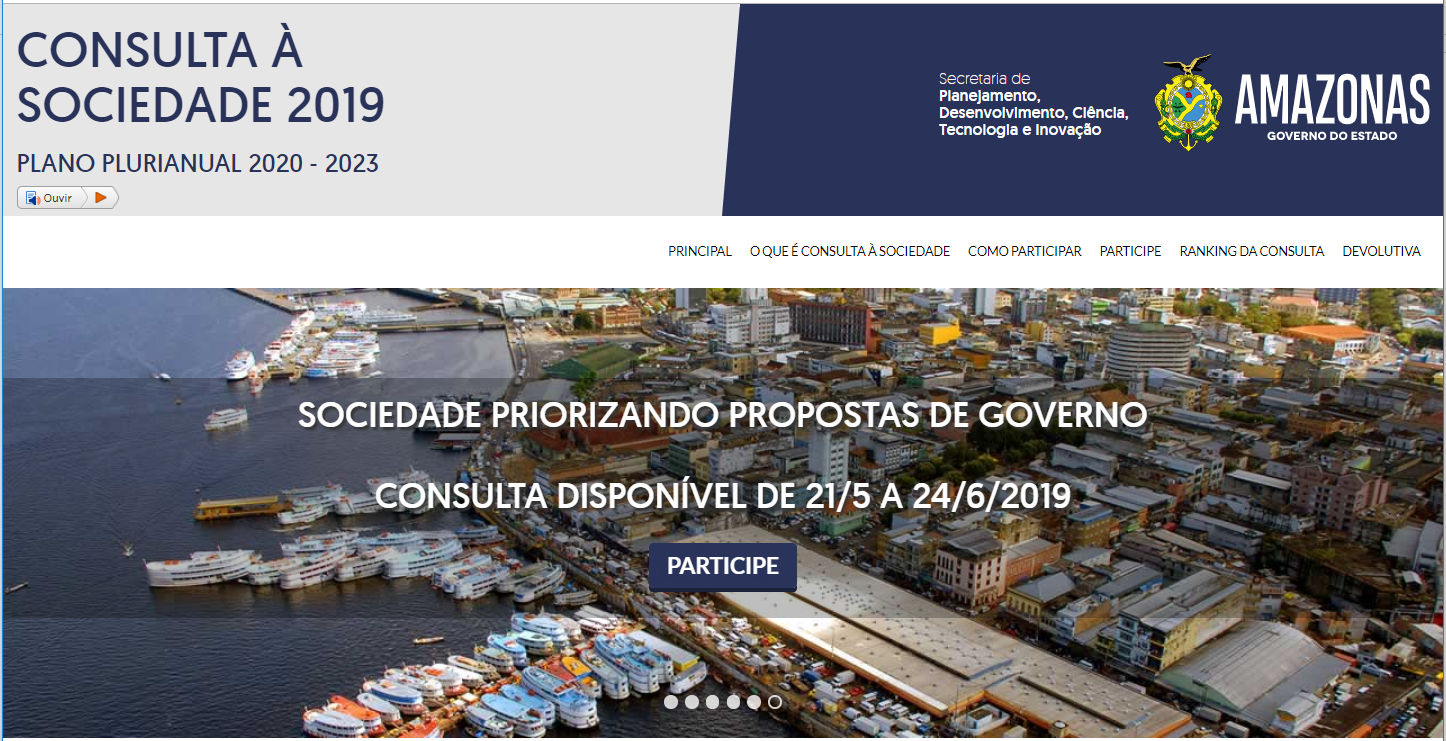 CONSULTA À
SOCIEDADE 2019
PLANO PLURIANUAL 2020 - 2023
Ouvir
Secretaria de
Planejamento,
Desenvolvimento, Ciência,
Tecnologia e Inovação
AMAZONAS
GOVERNO DO ESTADO
PRINCIPAL O QUE É CONSULTA À SOCIEDADE COMO PARTICIPAR PARTICIPE RANKING DA CONSULTA DEVOLUTIVA
SOCIEDADE PRIORIZANDO PROPOSTAS DE GOVERNO
CONSULTA DISPONÍVEL DE 21/5 A 24/6/2019
PARTICIPE